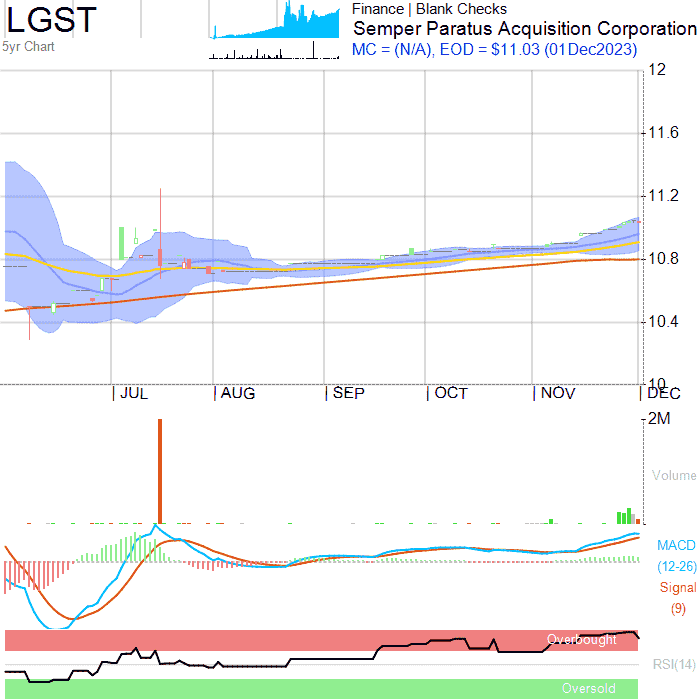 LGST
5yr Chart
Finance | Blank Checks
Semper Paratus Acquisition Corporation
MC = (N/A), EOD = $11.03 (01Dec2023)
12
11.6
11.2
10.8
10.4
10
JUL
AUG
SEP
OCT
NOV
DEC
2M
Volume
MACD
(12-26)
Signal
(9)
Overbought
RSI(14)
Oversold